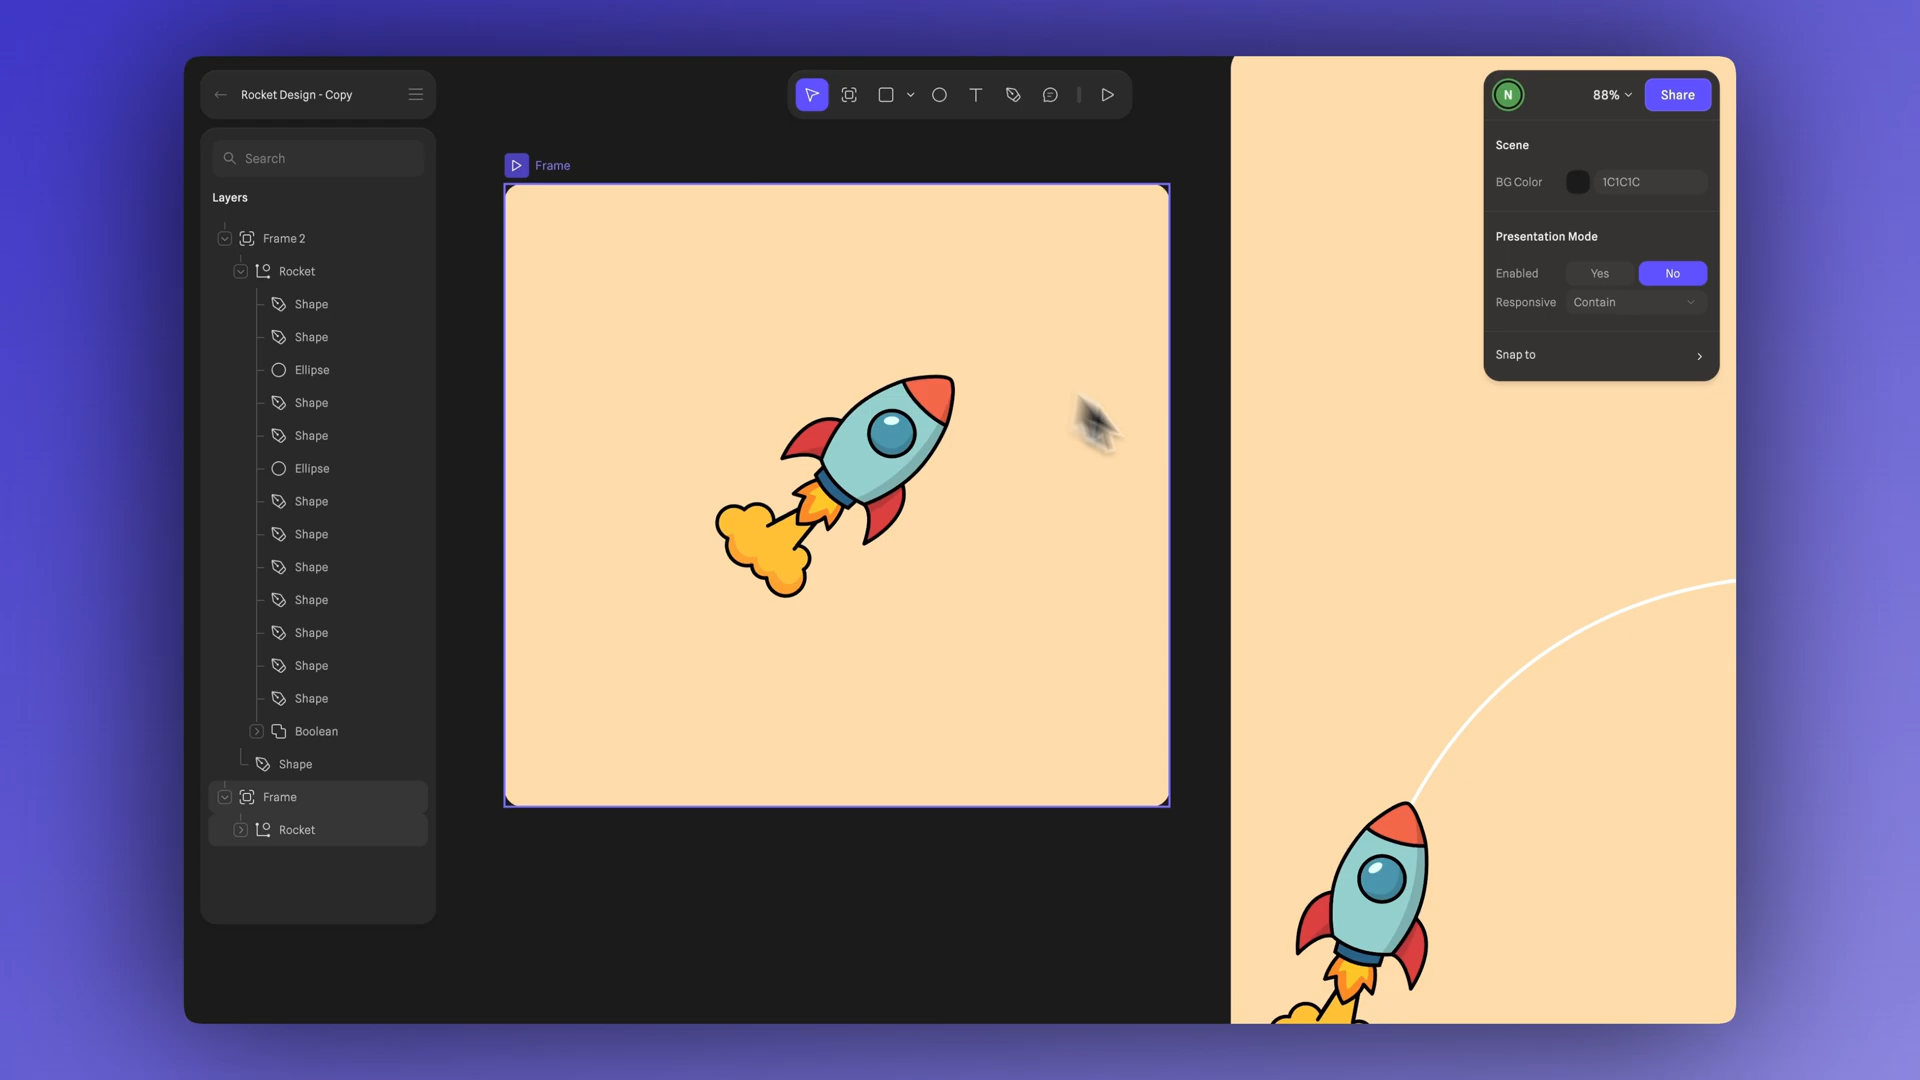 Rocket Design - Copy
Search
Layers
Frame 2
Rocket
Shape
Shape
Ellipse
Shape
Shape
Ellipse
Shape
Shape
Shape
Shape
Shape
Shape
Shape
Boolean
Shape
Frame
Rocket
Frame
N
88%
Share
Scene
BG Color
1C1C1C
Presentation Mode
Enabled
Yes
No
Responsive
Contain
Snap to